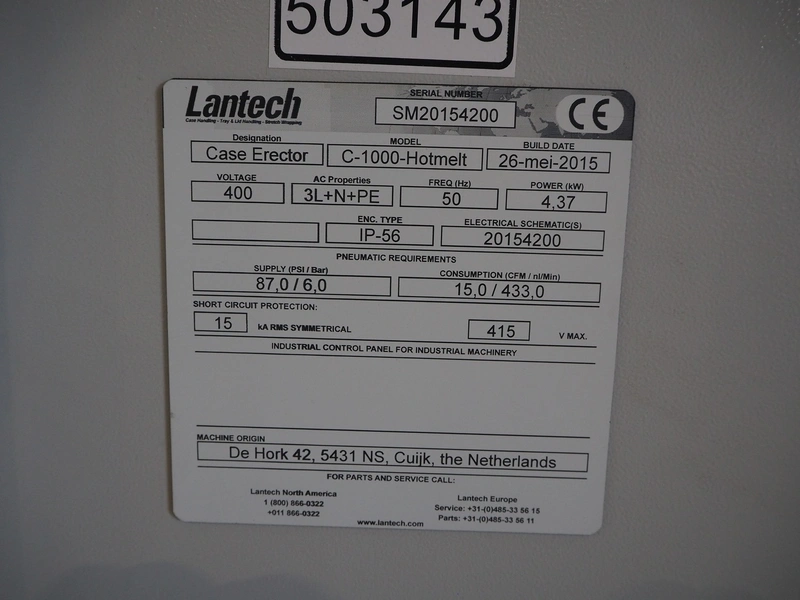 503143
Lantech
Case Handling - Tray & Lid Handling - Stretch Wrapping
SERIAL NUMBER
SM20154200
CE
Designation
MODEL
BUILD DATE
Case Erector
C-1000-Hotmelt
26-mei-2015
VOLTAGE
AC Properties
FREQ (Hz)
POWER (kW)
400
3L+N+PE
50
4,37
ENC. TYPE
ELECTRICAL SCHEMATIC(S)
IP-56
20154200
PNEUMATIC REQUIREMENTS
SUPPLY (PSI / Bar)
CONSUMPTION (CFM / nl/Min)
87,0 / 6,0
15,0 / 433,0
SHORT CIRCUIT PROTECTION:
15 kA RMS SYMMETRICAL 415 V MAX.
INDUSTRIAL CONTROL PANEL FOR INDUSTRIAL MACHINERY
MACHINE ORIGIN
De Hork 42, 5431 NS, Cuijk, the Netherlands
FOR PARTS AND SERVICE CALL:
Lantech North America
1 (800) 866-0322
+011 866-0322
Lantech Europe
Service: +31-(0)485-33 56 15
Parts: +31-(0)485-33 56 11
www.lantech.com